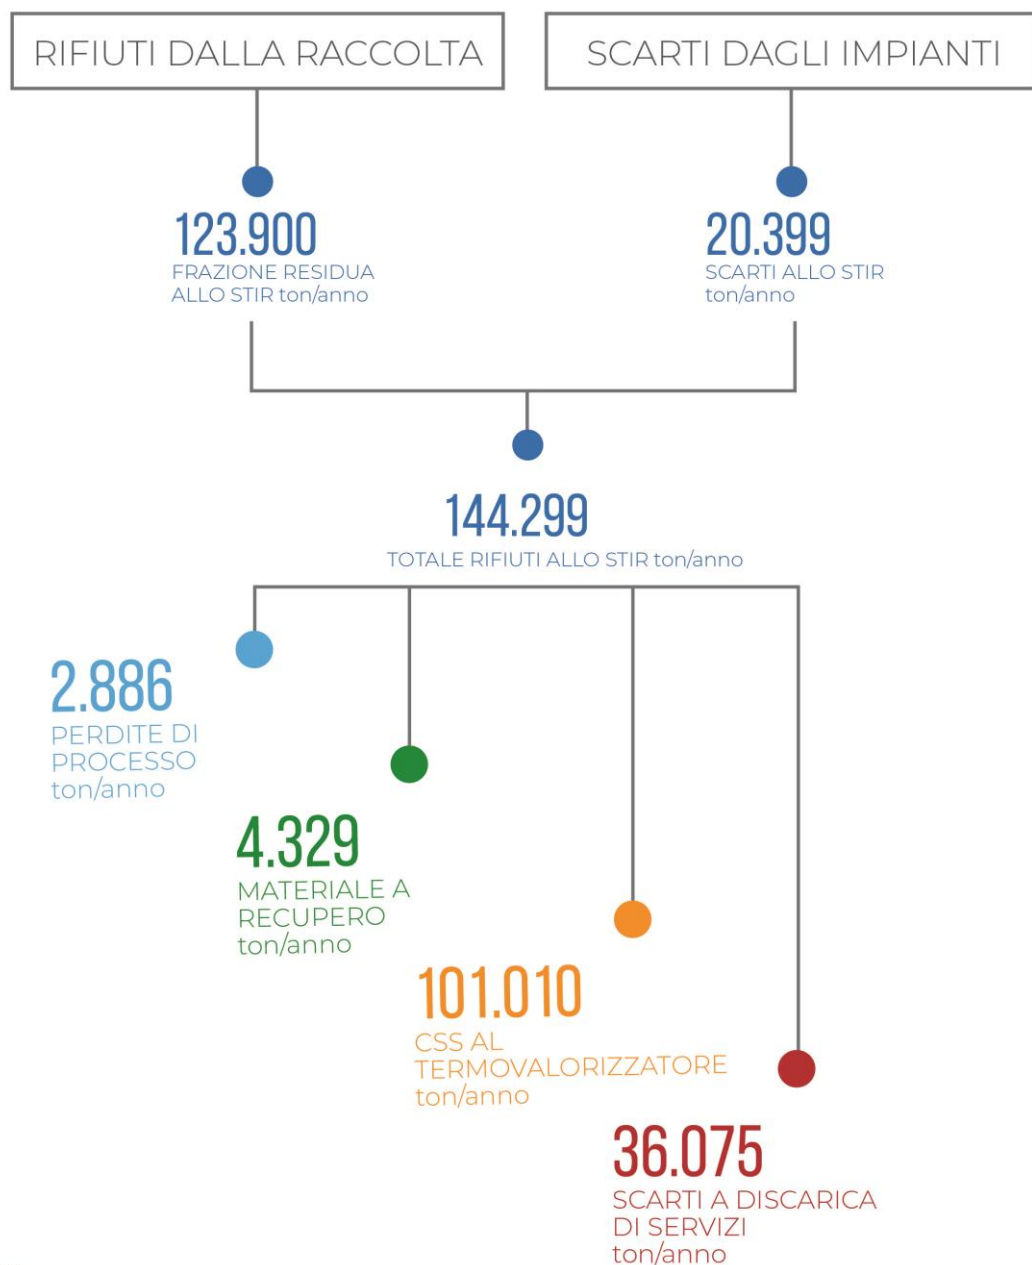 RIFIUTI DALLA RACCOLTA
SCARTI DAGLI IMPIANTI
123.900
FRAZIONE RESIDUA
ALLO STIR ton/anno
20.399
SCARTI ALLO STIR
ton/anno
144.299
TOTALE RIFIUTI ALLO STIR ton/anno
2.886
PERDITE DI
PROCESSO
ton/anno
4.329
MATERIALE A
RECUPERO
ton/anno
101.010
CSS AL
TERMOVALORIZZATORE
ton/anno
36.075
SCARTI A DISCARICA
DI SERVIZI
ton/anno